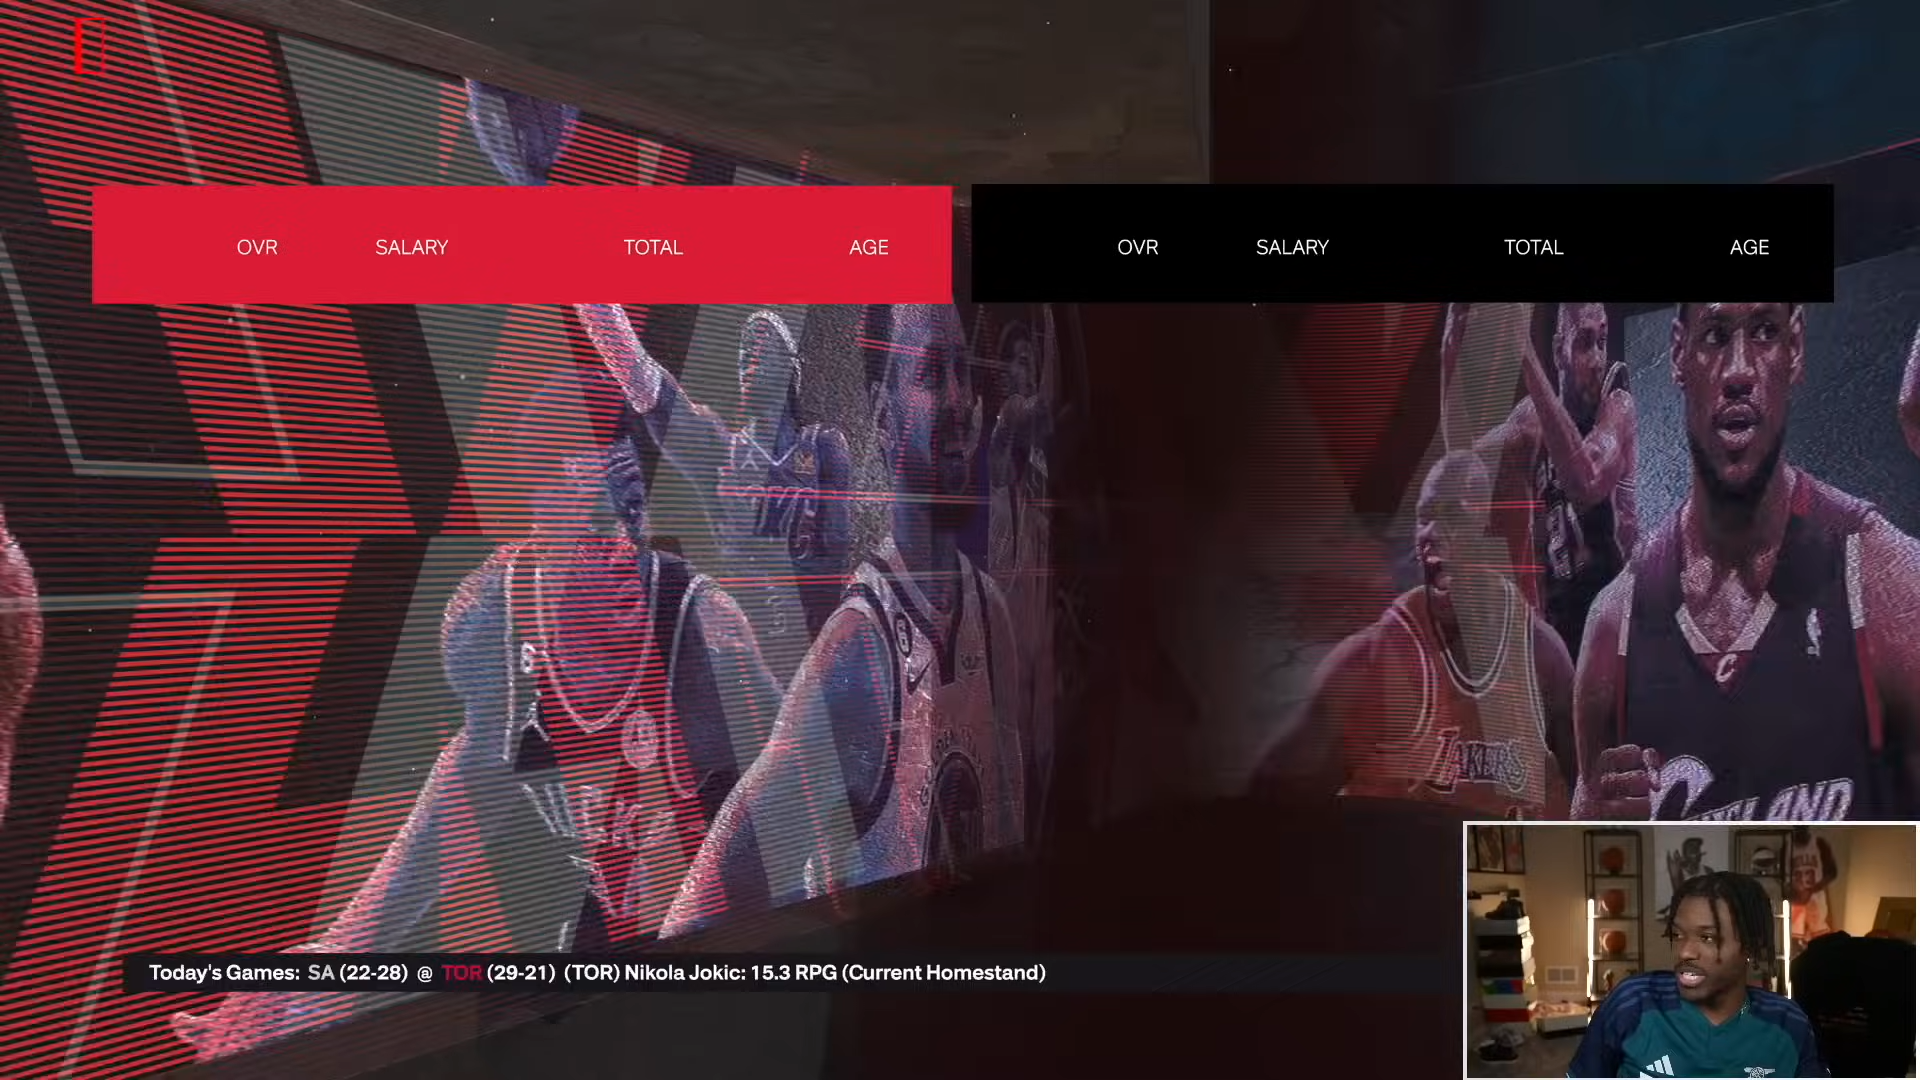 OVR SALARY TOTAL AGE
OVR SALARY TOTAL AGE
LAKERS
Today's Games: SA (22-28) @ TOR (29-21) (TOR) Nikola Jokic: 15.3 RPG (Current Homestand)